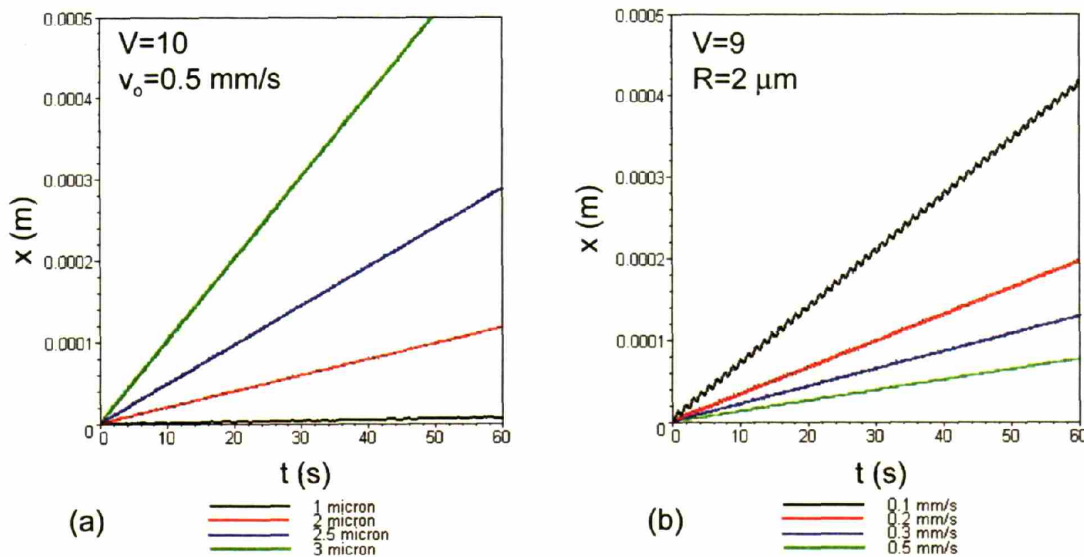 V=10
v₀=0.5 mm/s
0.0005
0.0004
0.0003
0.0002
0.0001
0
x (m)
0 10 20 30 40 50 60
t (s)
(a)
1 micron
2 micron
2.5 micron
3 micron
V=9
R=2 μm
0.0005
0.0004
0.0003
0.0002
0.0001
x (m)
0 10 20 30 40 50 60
t (s)
(b)
0.1 mm/s
0.2 mm/s
0.3 mm/s
0.5 mm/s